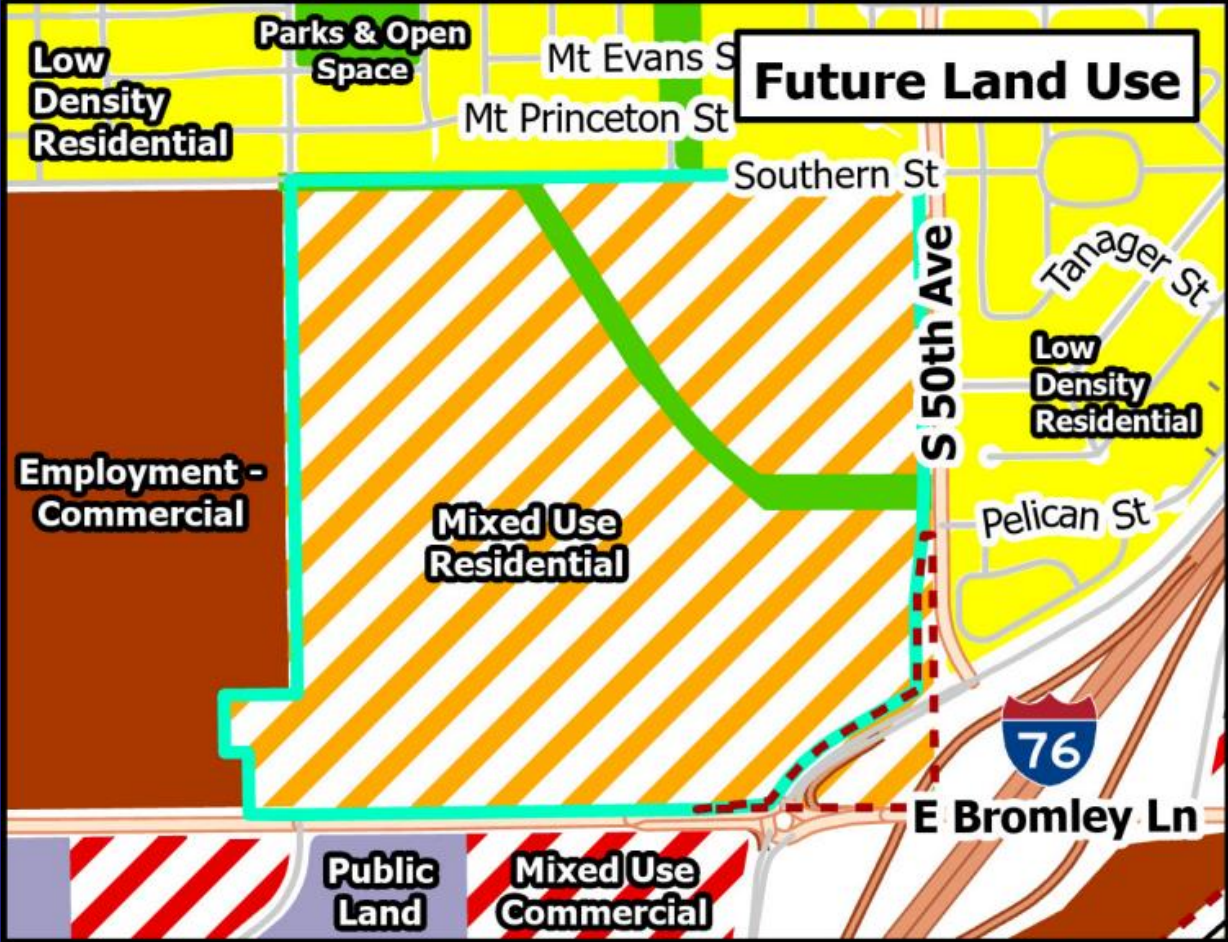 Low
Density
Residential
Parks & Open
Space
Mt Evans S
Future Land Use
Mt Princeton St
Southern St
S 50th Ave
Tanager St
Low
Density
Residential
Employment -
Commercial
Mixed Use
Residential
Pelican St
76
E Bromley Ln
Public
Land
Mixed Use
Commercial